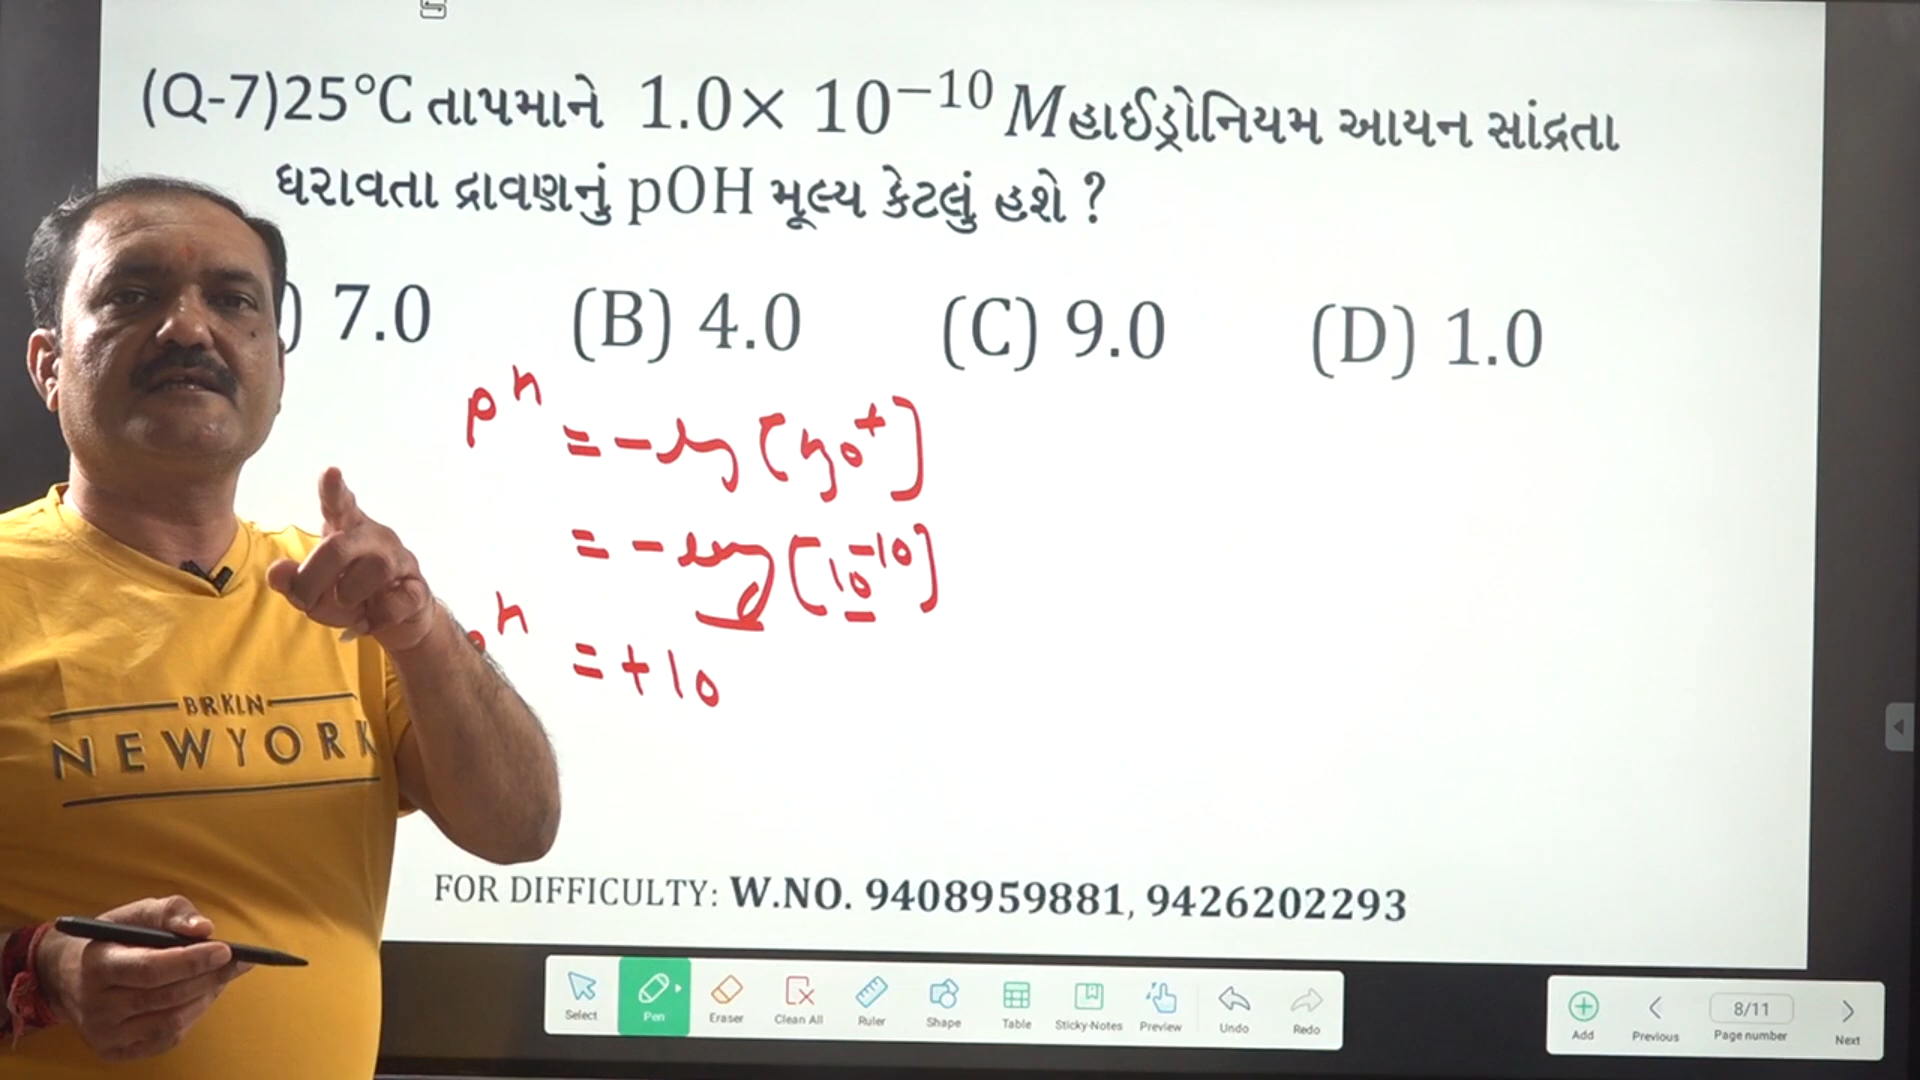 (Q-7)25°C તાપમાને 1.0× 10⁻¹⁰ M હાઈડ્રોનિયમ આયન સાંદ્રતા
ધરાવતા દ્રાવણનું pOH મૂલ્ય કેટલું હશે ?
) 7.0 (B) 4.0 (C) 9.0 (D) 1.0
pH = -log [H₃O⁺]
= -log [10⁻¹⁰]
pH = +10
BRKLN
NEWYORK
FOR DIFFICULTY: W.NO. 9408959881, 9426202293
Select Pen Eraser Clean All Ruler Shape Table Sticky-Notes Preview Undo Redo
8/11
Add Previous Page number Next